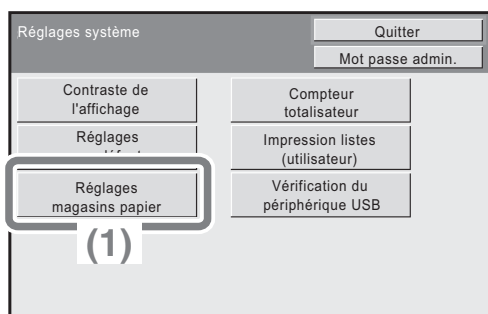 Réglages système
Quitter
Mot passe admin.
Contraste de
l'affichage
Compteur
totalisateur
Réglages
Impression listes
(utilisateur)
Réglages
magasins papier
Vérification du
périphérique USB
(1)